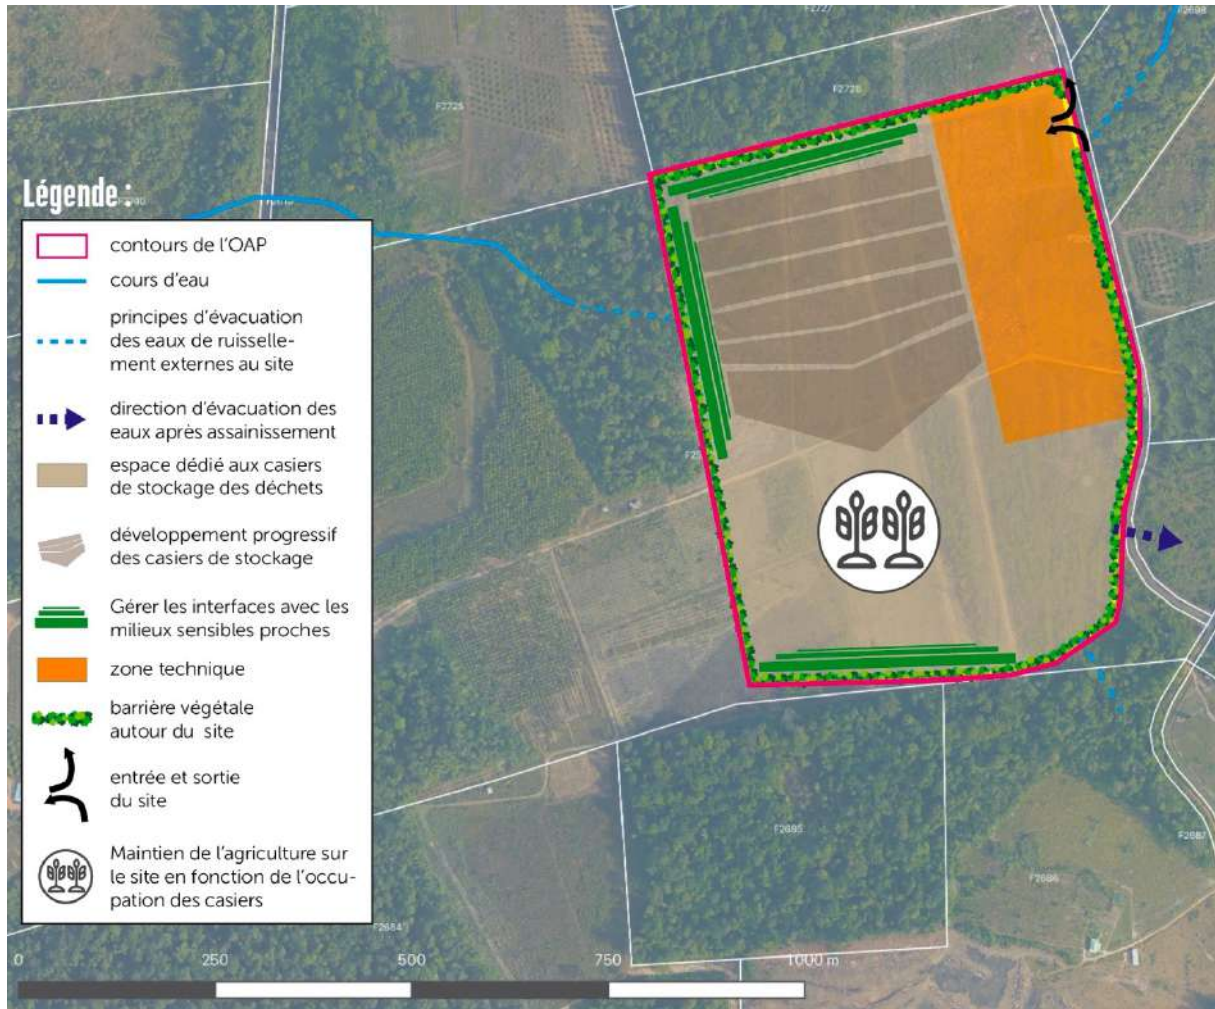 F2727
F2698
F2725
F2726
Légende :
contours de l'OAP
cours d'eau
principes d'évacuation
des eaux de ruisselle-
ment externes au site
direction d'évacuation des
eaux après assainissement
espace dédié aux casiers
de stockage des déchets
développement progressif
des casiers de stockage
Gérer les interfaces avec les
milieux sensibles proches
zone technique
barrière végétale
autour du site
entrée et sortie
du site
Maintien de l'agriculture sur
le site en fonction de l'occu-
pation des casiers
F2695
F2687
F2686
F2684
0 250 500 750 1000 m